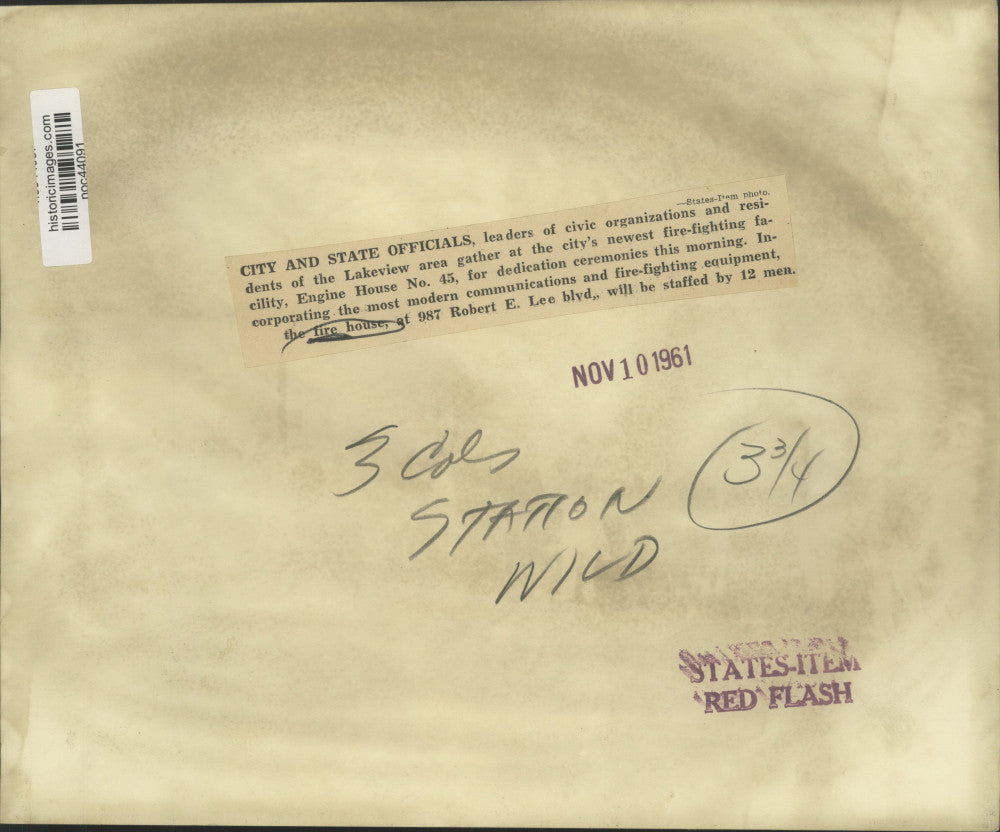 historicimages.com
noc44091
—States-Item photo.
CITY AND STATE OFFICIALS, leaders of civic organizations and resi-
dents of the Lakeview area gather at the city's newest fire-fighting fa-
cility, Engine House No. 45, for dedication ceremonies this morning. In-
corporating the most modern communications and fire-fighting equipment,
the fire house, at 987 Robert E. Lee blvd., will be staffed by 12 men.
NOV 10 1961
3 Cols
STATION
WILD
3 3/4
STATES-ITEM
RED FLASH